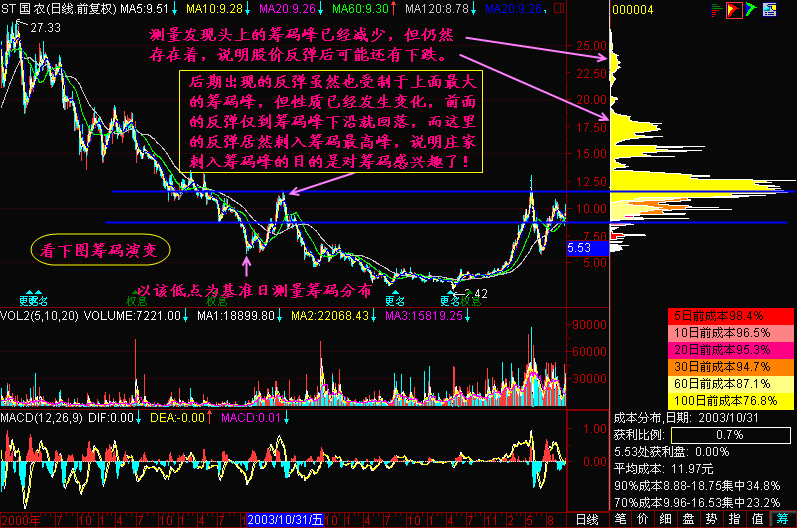 ST 国 农(日线.前复权) MA5:9.51↓ MA10:9.28↓ MA20:9.26↓ MA60:9.30↑ MA120:8.78↓ MA20:9.26.
000004
27.33
测量发现头上的筹码峰已经减少，但仍然
存在着，说明股价反弹后可能还有下跌。
后期出现的反弹虽然也受制于上面最大
的筹码峰，但性质已经发生变化，前面
的反弹仅到筹码峰下沿就回落，而这里
的反弹居然刺入筹码最高峰，说明庄家
刺入筹码峰的目的是对筹码感兴趣了！
25.00
22.50
20.00
17.50
15.00
12.50
10.00
7.50
5.53
5.00
看下图筹码演变
以该低点为基准日测量筹码分布
2.42
更名
权息
权息
更名
更名
权息
VOL2(5,10,20) VOLUME:7221.00↓ MA1:18899.80↓ MA2:22068.43↓ MA3:15819.25↓
90000
60000
30000
MACD(12,26,9) DIF:0.00↓ DEA:-0.00↑ MACD:0.01↓
1.00
0.00
5日前成本98.4%
10日前成本96.5%
20日前成本95.3%
30日前成本94.7%
60日前成本87.1%
100日前成本76.8%
成本分布,日期: 2003/10/31
获利比例: 0.7%
5.53处获利盘: 0.00%
平均成本: 11.97元
90%成本8.88-18.75集中34.8%
70%成本9.96-16.53集中23.2%
2000年 7 10 1 4 7 10 1 4 7 10 1 4 7 2003/10/31/五 4 7 10 1 4 7 11 2 5 8
日线
笔 价 细 盘 势 指 值 筹